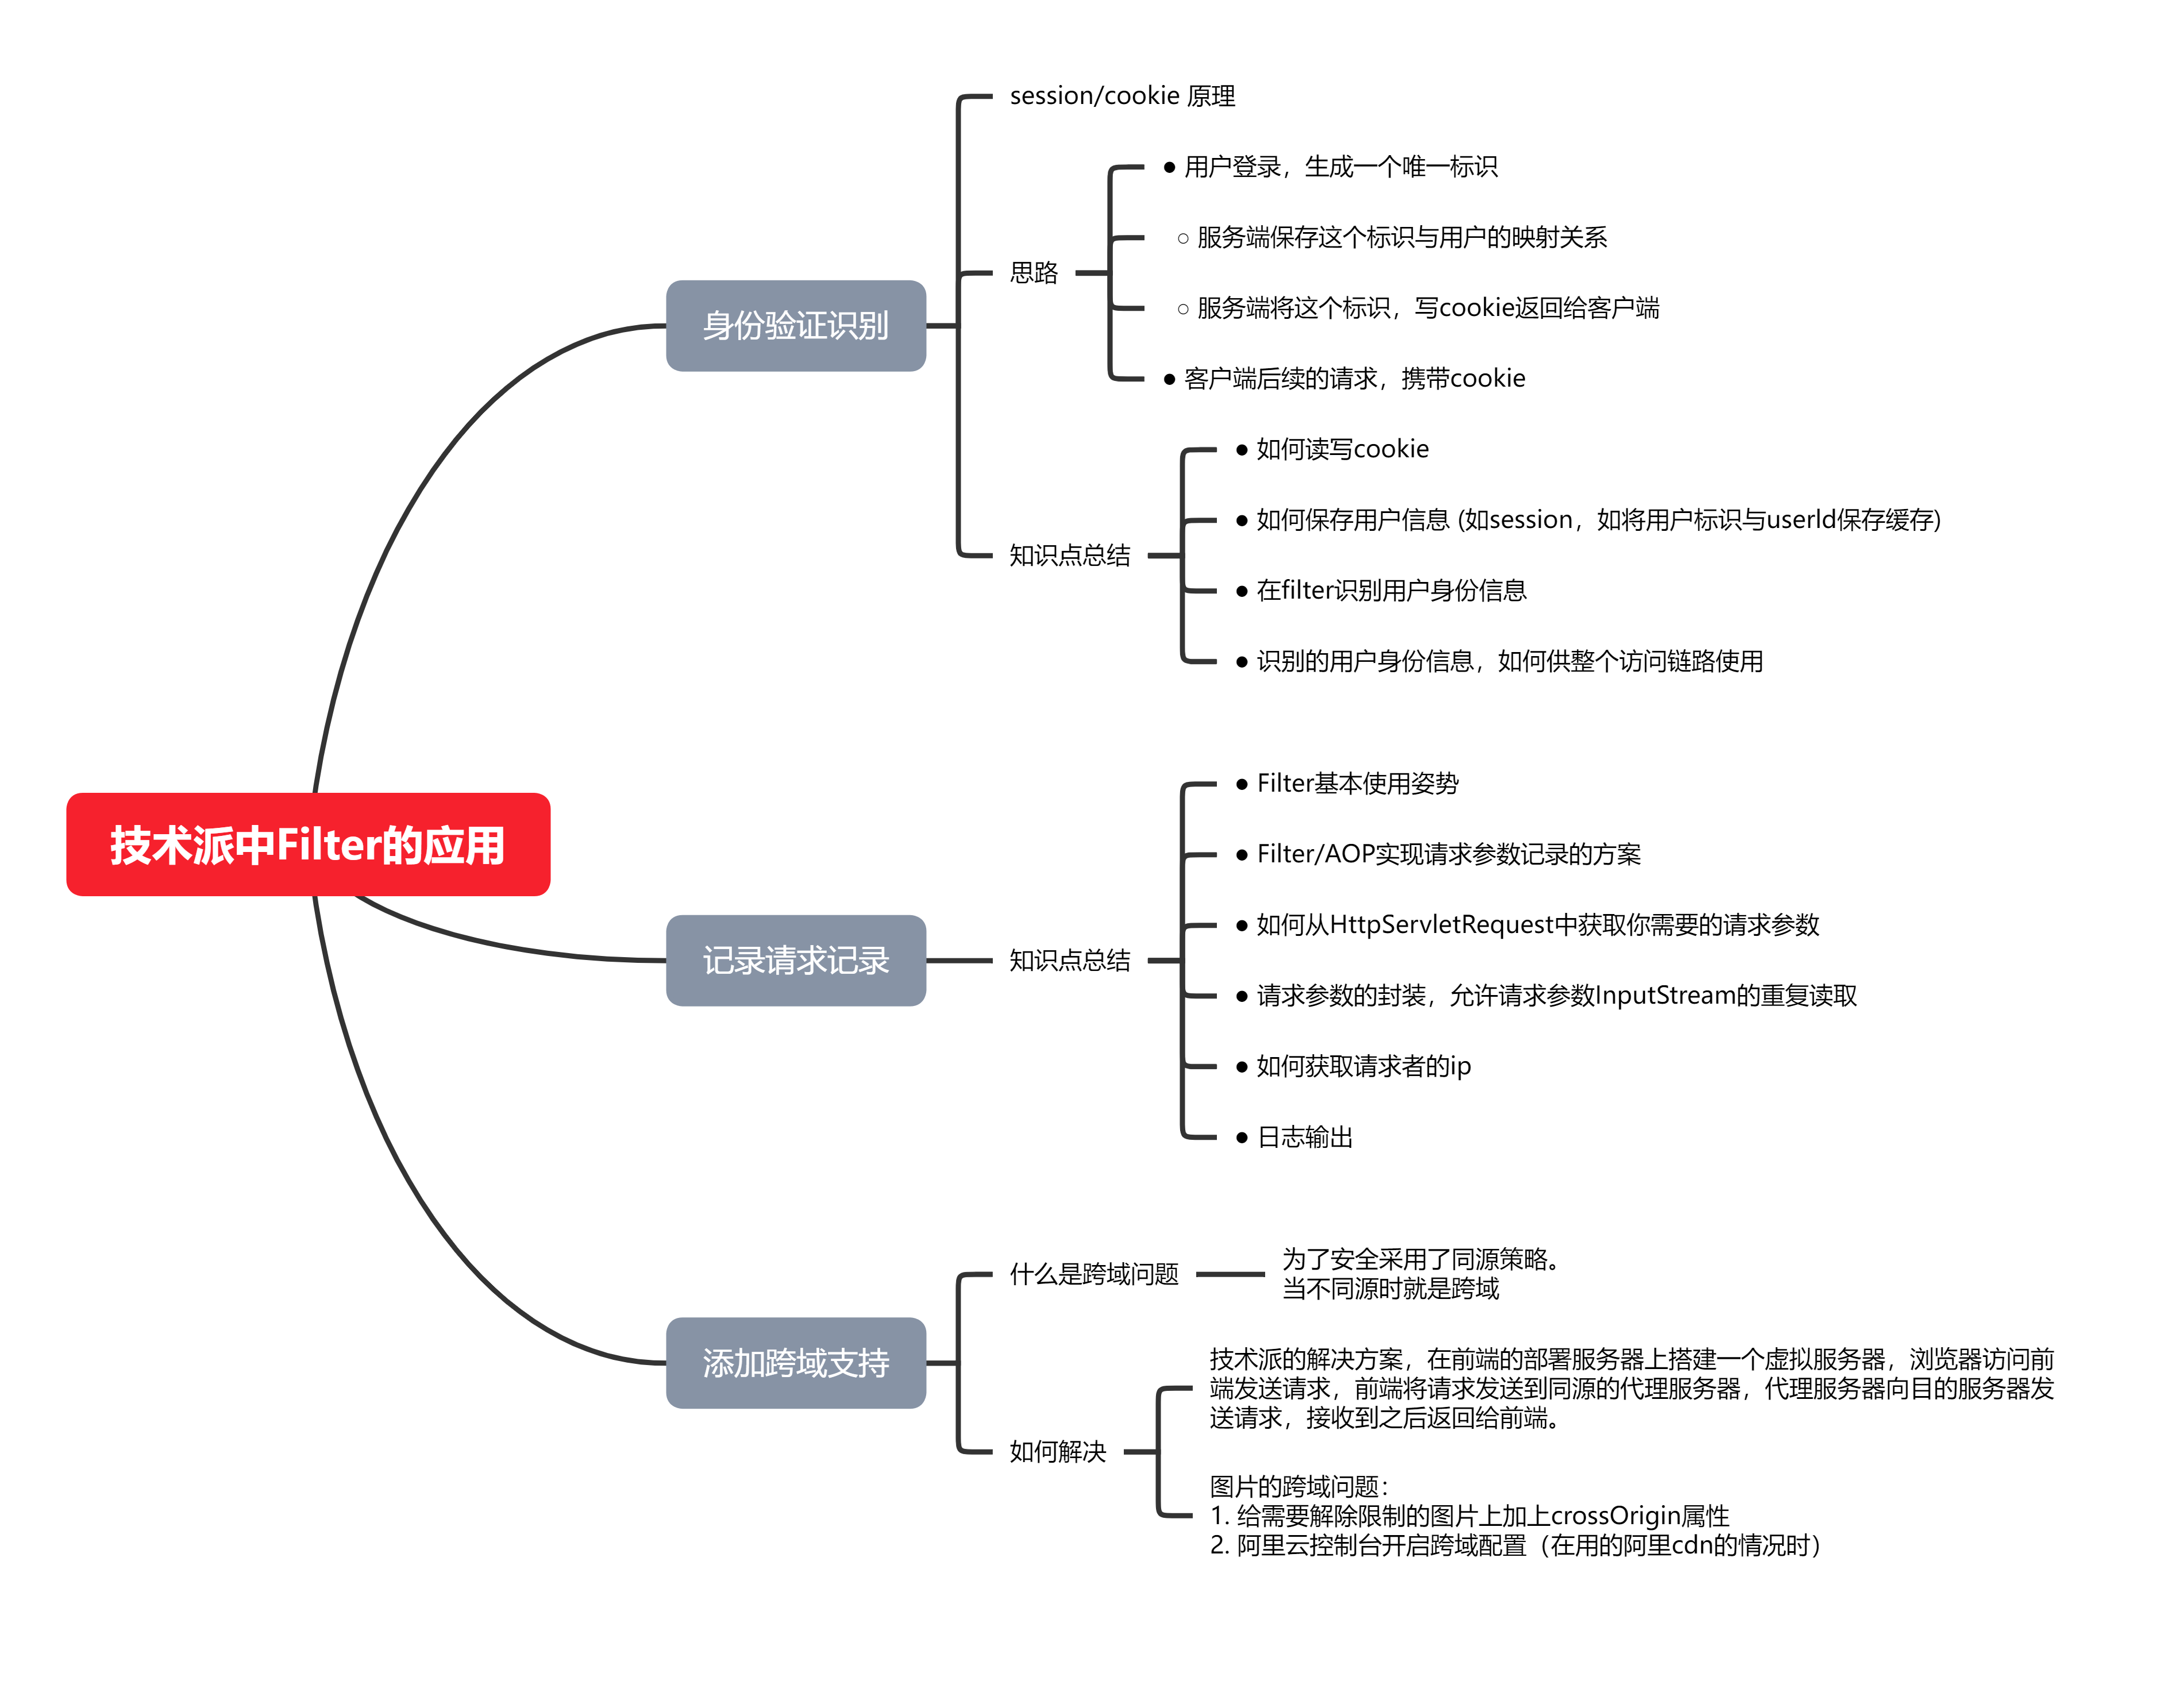 技术派中Filter的应用
身份验证识别
session/cookie 原理
思路
● 用户登录，生成一个唯一标识
○ 服务端保存这个标识与用户的映射关系
○ 服务端将这个标识，写cookie返回给客户端
● 客户端后续的请求，携带cookie
知识点总结
● 如何读写cookie
● 如何保存用户信息 (如session，如将用户标识与userId保存缓存)
● 在filter识别用户身份信息
● 识别的用户身份信息，如何供整个访问链路使用
记录请求记录
知识点总结
● Filter基本使用姿势
● Filter/AOP实现请求参数记录的方案
● 如何从HttpServletRequest中获取你需要的请求参数
● 请求参数的封装，允许请求参数InputStream的重复读取
● 如何获取请求者的ip
● 日志输出
添加跨域支持
什么是跨域问题
为了安全采用了同源策略。
当不同源时就是跨域
如何解决
技术派的解决方案，在前端的部署服务器上搭建一个虚拟服务器，浏览器访问前
端发送请求，前端将请求发送到同源的代理服务器，代理服务器向目的服务器发
送请求，接收到之后返回给前端。
图片的跨域问题：
1. 给需要解除限制的图片上加上crossOrigin属性
2. 阿里云控制台开启跨域配置（在用的阿里cdn的情况时）